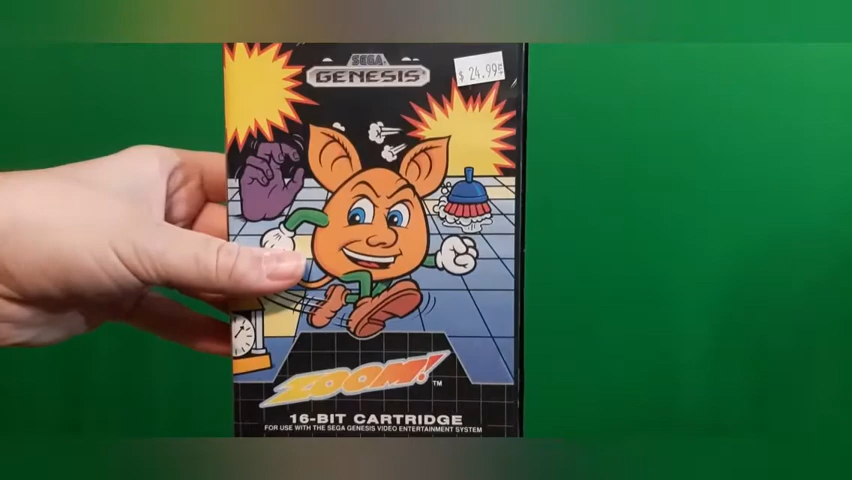 SEGA
GENESIS
$24.99
ZOOM!™
16-BIT CARTRIDGE
FOR USE WITH THE SEGA GENESIS VIDEO ENTERTAINMENT SYSTEM